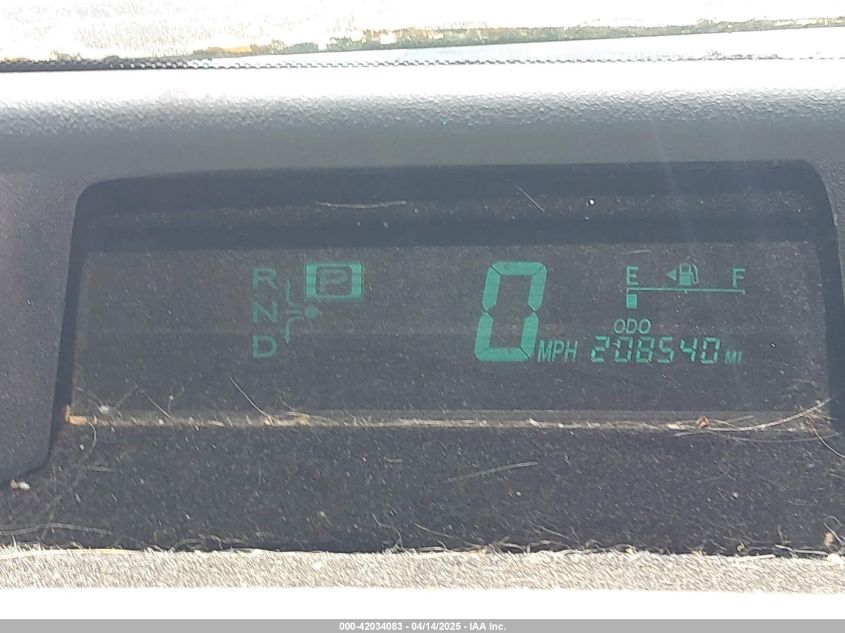 R P
N
D
0 MPH
E F
ODO
208540 MI
000-42034083 - 04/14/2025 - IAA Inc.